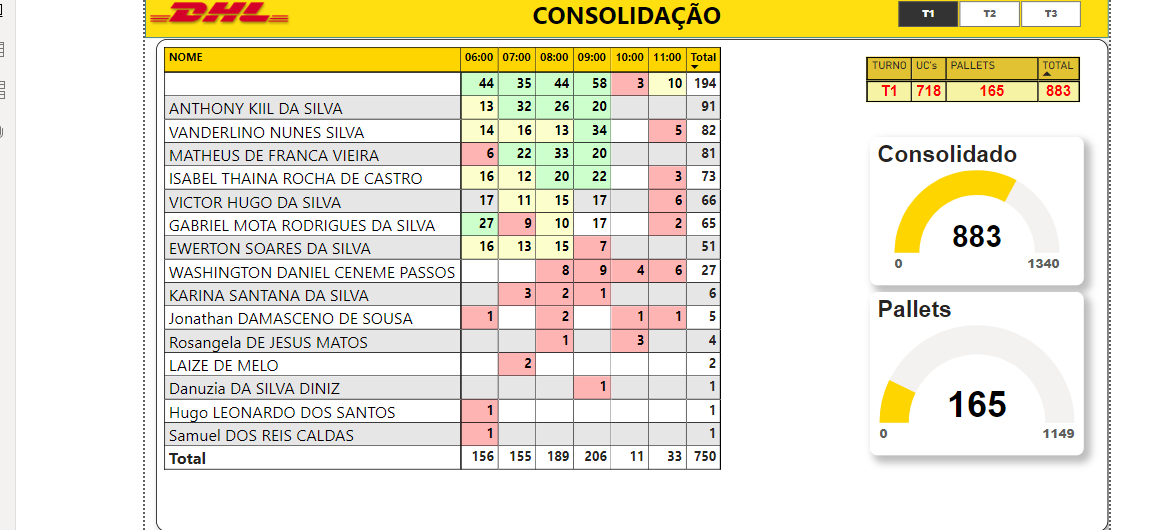 DHL
CONSOLIDAÇÃO
T1 T2 T3
NOME 06:00 07:00 08:00 09:00 10:00 11:00 Total
44 35 44 58 3 10 194
ANTHONY KIIL DA SILVA 13 32 26 20 91
VANDERLINO NUNES SILVA 14 16 13 34 5 82
MATHEUS DE FRANCA VIEIRA 6 22 33 20 81
ISABEL THAINA ROCHA DE CASTRO 16 12 20 22 3 73
VICTOR HUGO DA SILVA 17 11 15 17 6 66
GABRIEL MOTA RODRIGUES DA SILVA 27 9 10 17 2 65
EWERTON SOARES DA SILVA 16 13 15 7 51
WASHINGTON DANIEL CENEME PASSOS 8 9 4 6 27
KARINA SANTANA DA SILVA 3 2 1 6
Jonathan DAMASCENO DE SOUSA 1 2 1 1 5
Rosangela DE JESUS MATOS 1 3 4
LAIZE DE MELO 2 2
Danuzia DA SILVA DINIZ 1 1
Hugo LEONARDO DOS SANTOS 1 1
Samuel DOS REIS CALDAS 1 1
Total 156 155 189 206 11 33 750
TURNO UC's PALLETS TOTAL
T1 718 165 883
Consolidado
883
0 1340
Pallets
165
0 1149